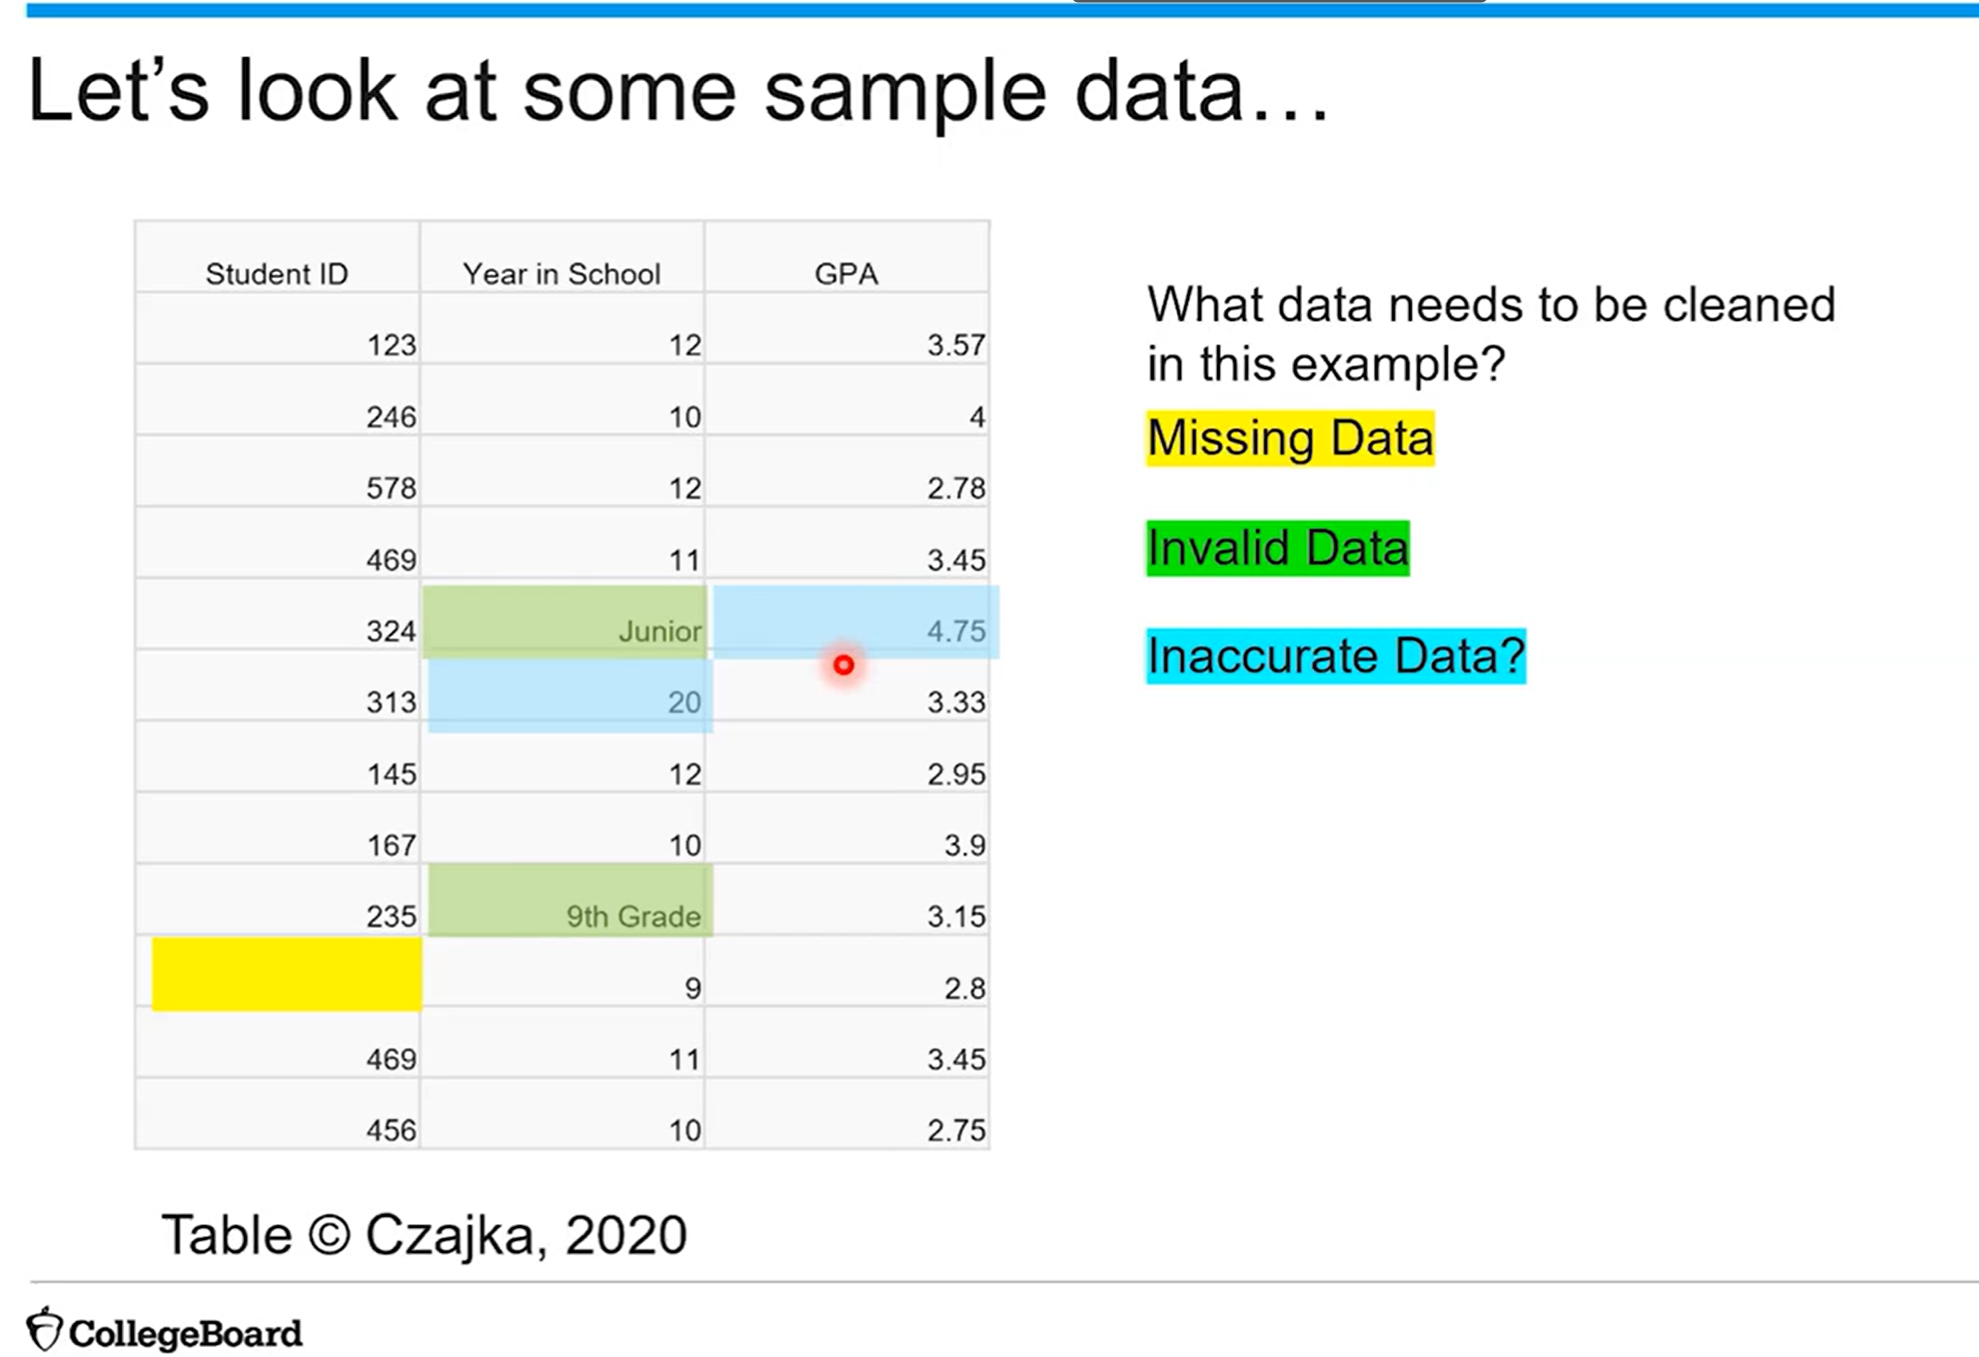 Let’s look at some sample data…
Student ID Year in School GPA
123 12 3.57
246 10 4
578 12 2.78
469 11 3.45
324 Junior 4.75
313 20 3.33
145 12 2.95
167 10 3.9
235 9th Grade 3.15
9 2.8
469 11 3.45
456 10 2.75
What data needs to be cleaned
in this example?
Missing Data
Invalid Data
Inaccurate Data?
Table © Czajka, 2020
CollegeBoard